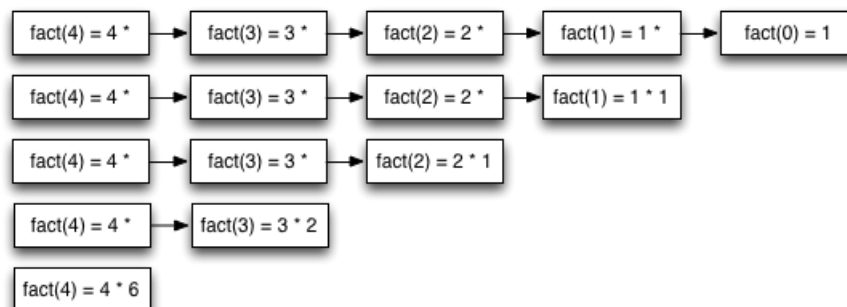 fact(4) = 4 * fact(3) = 3 * fact(2) = 2 * fact(1) = 1 * fact(0) = 1
fact(4) = 4 * fact(3) = 3 * fact(2) = 2 * fact(1) = 1 * 1
fact(4) = 4 * fact(3) = 3 * fact(2) = 2 * 1
fact(4) = 4 * fact(3) = 3 * 2
fact(4) = 4 * 6